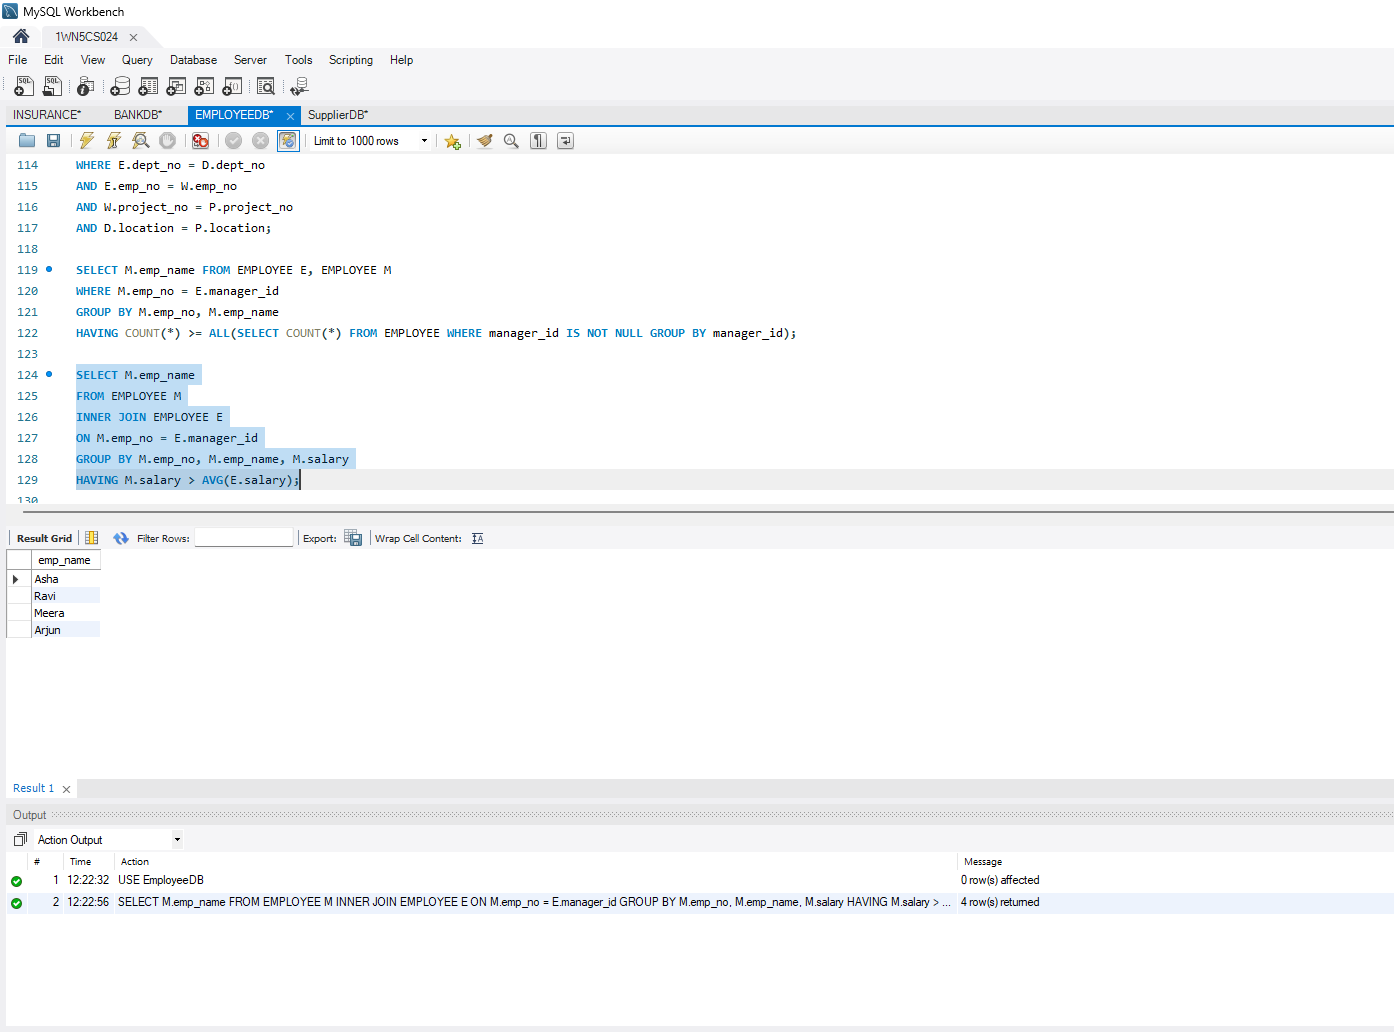 MySQL Workbench
1WN5CS024
File Edit View Query Database Server Tools Scripting Help
INSURANCE* BANKDB* EMPLOYEEDB* SupplierDB*
Limit to 1000 rows
114 WHERE E.dept_no = D.dept_no
115 AND E.emp_no = W.emp_no
116 AND W.project_no = P.project_no
117 AND D.location = P.location;
118
119 SELECT M.emp_name FROM EMPLOYEE E, EMPLOYEE M
120 WHERE M.emp_no = E.manager_id
121 GROUP BY M.emp_no, M.emp_name
122 HAVING COUNT(*) >= ALL(SELECT COUNT(*) FROM EMPLOYEE WHERE manager_id IS NOT NULL GROUP BY manager_id);
123
124 SELECT M.emp_name
125 FROM EMPLOYEE M
126 INNER JOIN EMPLOYEE E
127 ON M.emp_no = E.manager_id
128 GROUP BY M.emp_no, M.emp_name, M.salary
129 HAVING M.salary > AVG(E.salary);
130
Result Grid Filter Rows: Export: Wrap Cell Content:
emp_name
Asha
Ravi
Meera
Arjun
Result 1
Output
Action Output
# Time Action Message
1 12:22:32 USE EmployeeDB 0 row(s) affected
2 12:22:56 SELECT M.emp_name FROM EMPLOYEE M INNER JOIN EMPLOYEE E ON M.emp_no = E.manager_id GROUP BY M.emp_no, M.emp_name, M.salary HAVING M.salary > ... 4 row(s) returned